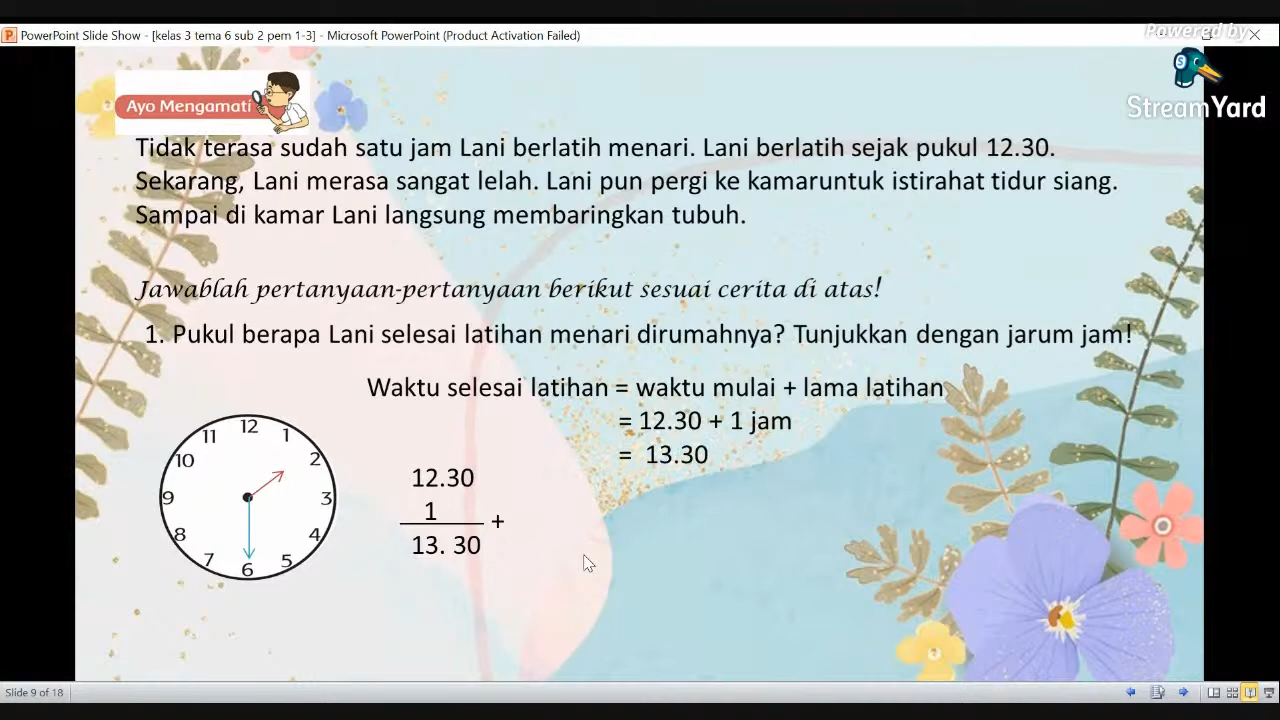 PowerPoint Slide Show - [kelas 3 tema 6 sub 2 pem 1-3] - Microsoft PowerPoint (Product Activation Failed)
Powered by
StreamYard
Ayo Mengamati
Tidak terasa sudah satu jam Lani berlatih menari. Lani berlatih sejak pukul 12.30.
Sekarang, Lani merasa sangat lelah. Lani pun pergi ke kamaruntuk istirahat tidur siang.
Sampai di kamar Lani langsung membaringkan tubuh.
Jawablah pertanyaan-pertanyaan berikut sesuai cerita di atas!
1. Pukul berapa Lani selesai latihan menari dirumahnya? Tunjukkan dengan jarum jam!
Waktu selesai latihan = waktu mulai + lama latihan
= 12.30 + 1 jam
= 13.30
12 1 2 3 4 5 6 7 8 9 10 11
12.30
1 +
13. 30
Slide 9 of 18